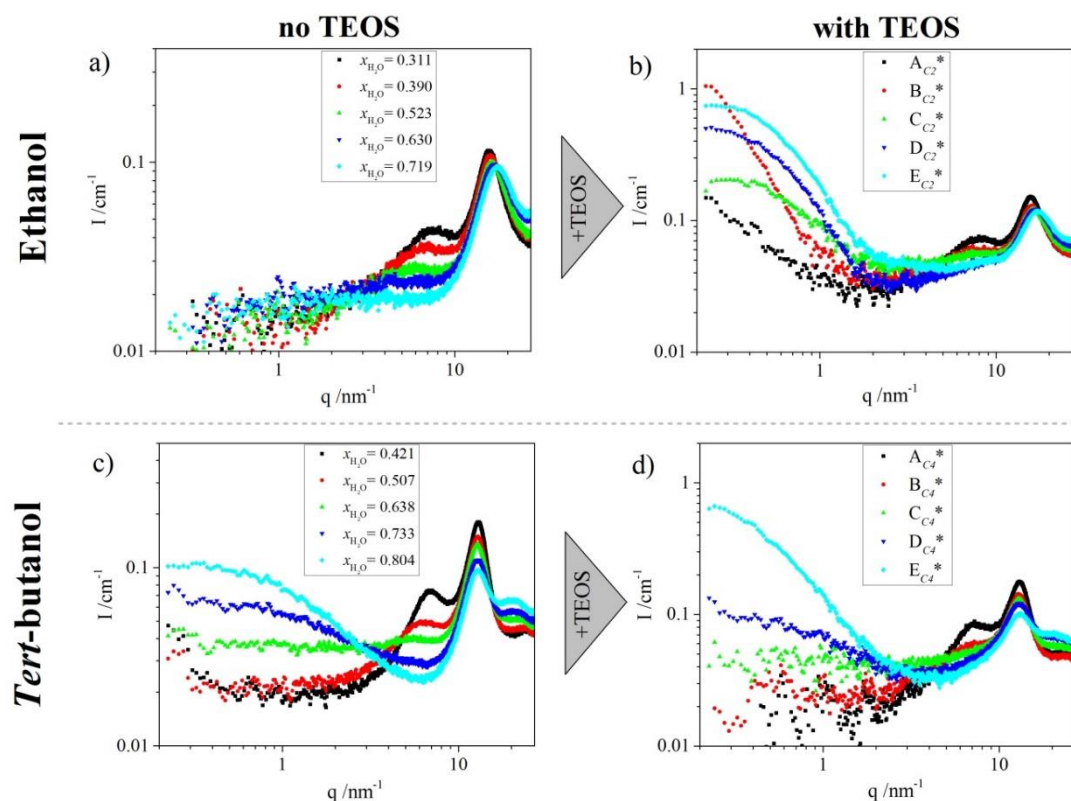 no TEOS
with TEOS
Ethanol
a)
x_H₂O = 0.311
x_H₂O = 0.390
x_H₂O = 0.523
x_H₂O = 0.630
x_H₂O = 0.719
I /cm⁻¹
0.1
0.01
1
10
q /nm⁻¹
+TEOS
b)
A_C2*
B_C2*
C_C2*
D_C2*
E_C2*
I /cm⁻¹
1
0.1
0.01
1
10
q /nm⁻¹
Tert-butanol
c)
x_H₂O = 0.421
x_H₂O = 0.507
x_H₂O = 0.638
x_H₂O = 0.733
x_H₂O = 0.804
I /cm⁻¹
0.1
0.01
1
10
q /nm⁻¹
+TEOS
d)
A_C4*
B_C4*
C_C4*
D_C4*
E_C4*
I /cm⁻¹
1
0.1
0.01
1
10
q /nm⁻¹